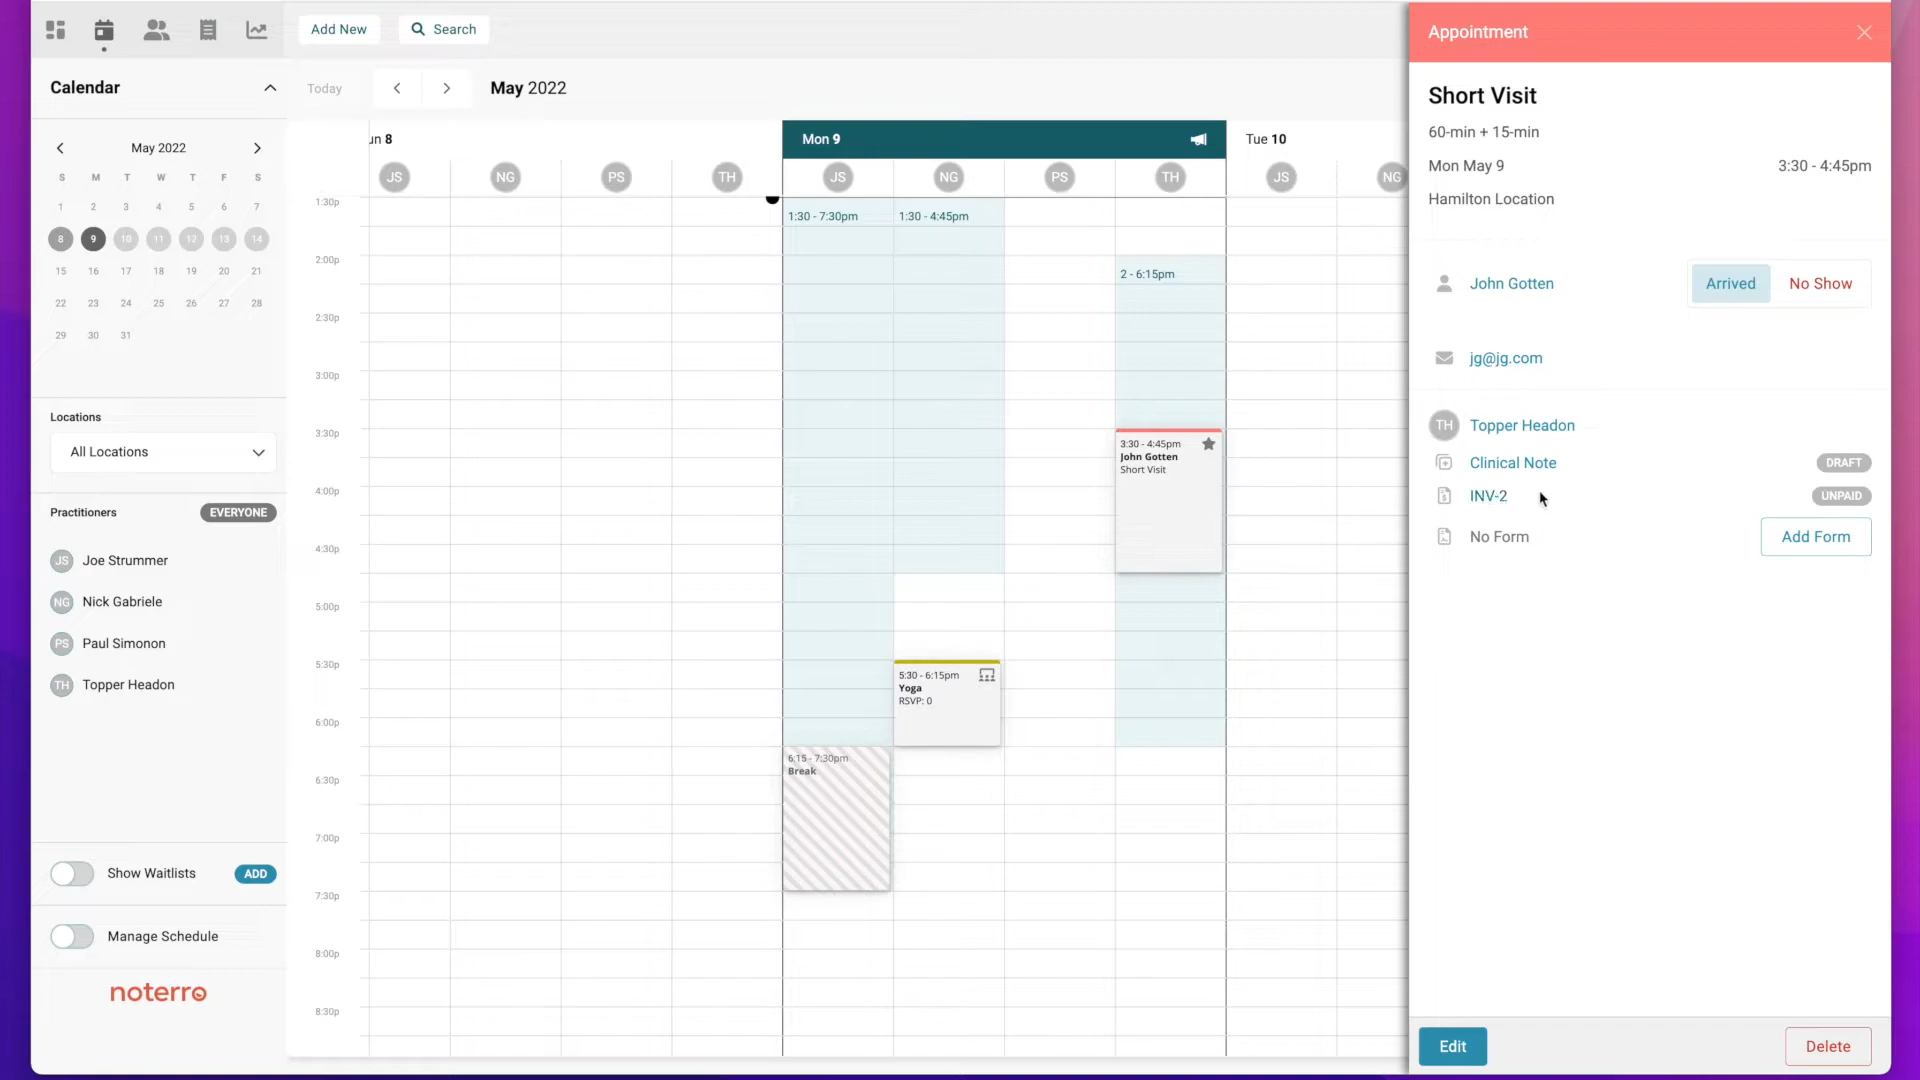 Add New
Search
Calendar
Today
May 2022
May 2022
S M T W T F S
1 2 3 4 5 6 7
8 9 10 11 12 13 14
15 16 17 18 19 20 21
22 23 24 25 26 27 28
29 30 31
Locations
All Locations
Practitioners
EVERYONE
JS Joe Strummer
NG Nick Gabriele
PS Paul Simonon
TH Topper Headon
Show Waitlists
ADD
Manage Schedule
noterro
un 8
Mon 9
Tue 10
JS NG PS TH JS NG PS TH JS NG
1:30p
2:00p
2:30p
3:00p
3:30p
4:00p
4:30p
5:00p
5:30p
6:00p
6:30p
7:00p
7:30p
8:00p
8:30p
1:30 - 7:30pm
1:30 - 4:45pm
2 - 6:15pm
3:30 - 4:45pm
John Gotten
Short Visit
5:30 - 6:15pm
Yoga
RSVP: 0
6:15 - 7:30pm
Break
Appointment
Short Visit
60-min + 15-min
Mon May 9
3:30 - 4:45pm
Hamilton Location
John Gotten
Arrived
No Show
jg@jg.com
TH Topper Headon
Clinical Note
DRAFT
INV-2
UNPAID
No Form
Add Form
Edit
Delete